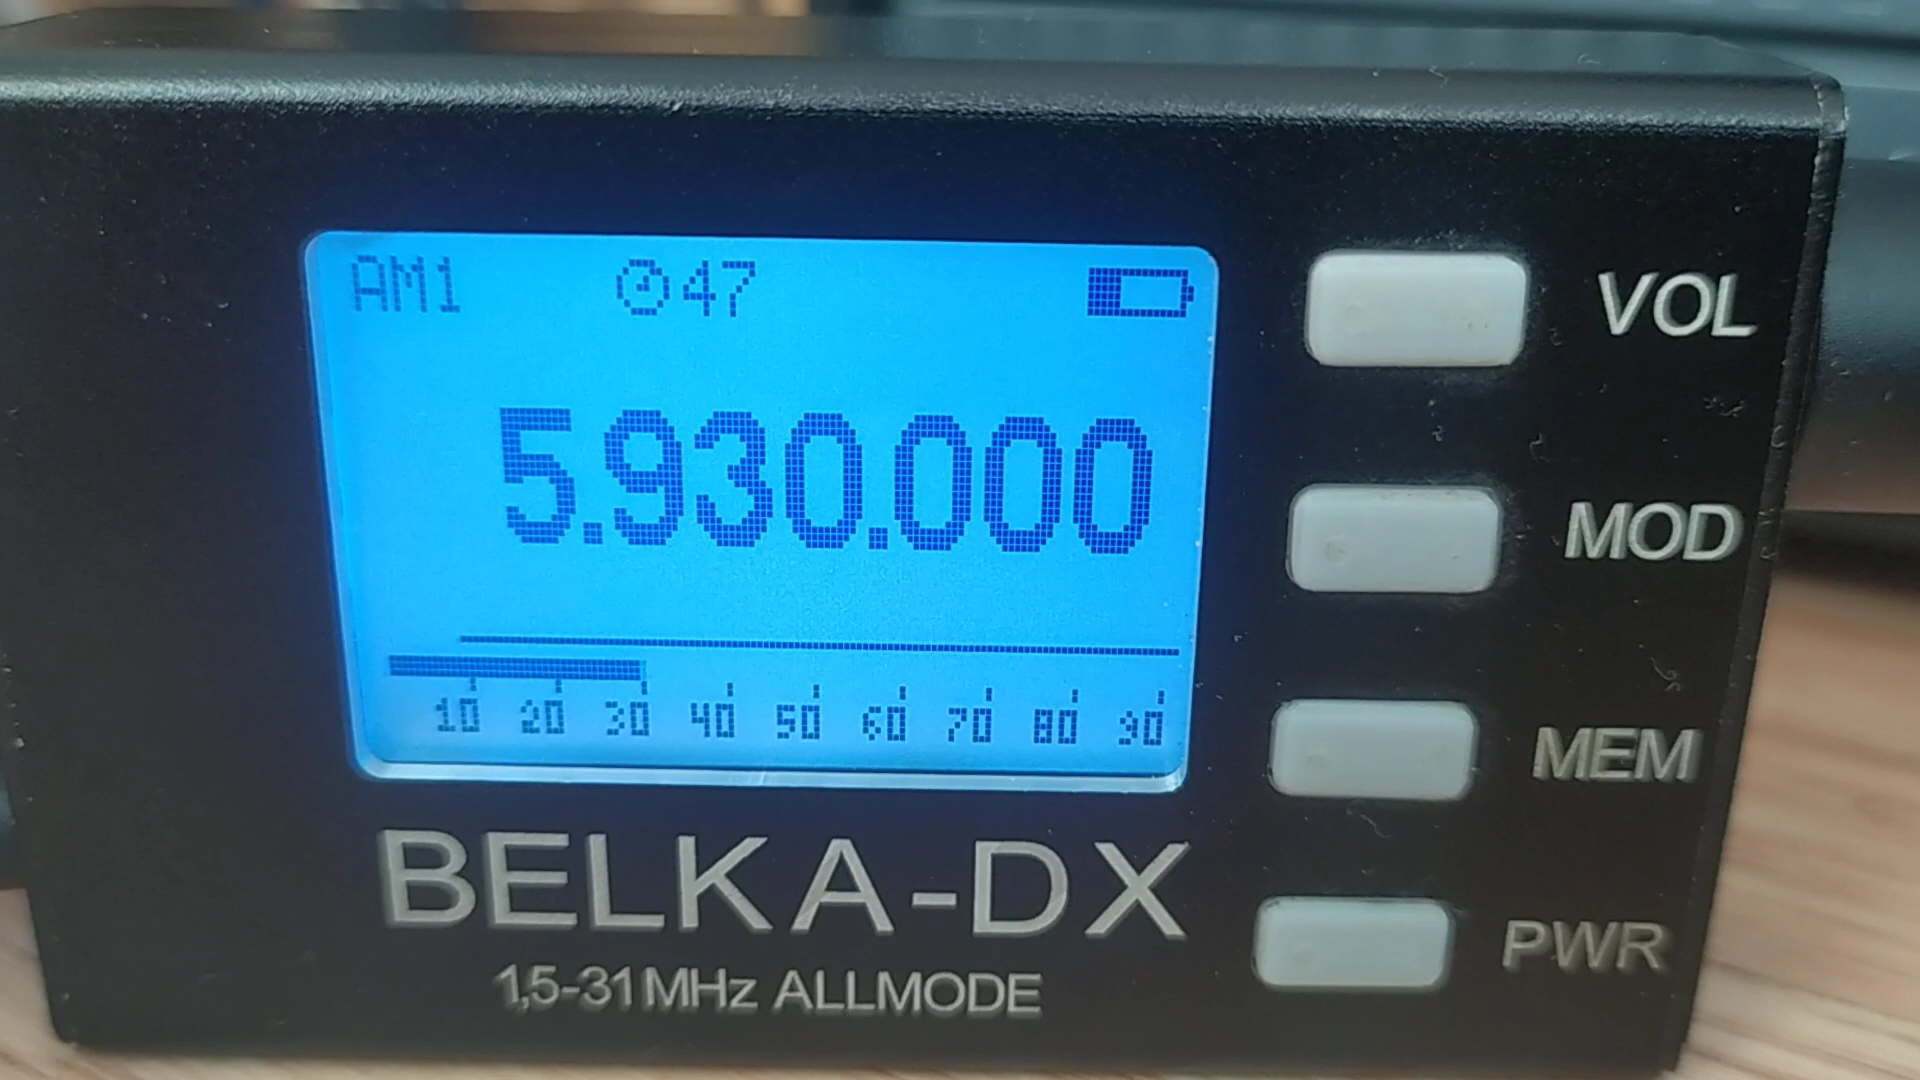 AM1 47
VOL
5.930.000
MOD
10 20 30 40 50 60 70 80 90
MEM
BELKA-DX
PWR
1,5-31MHz ALLMODE